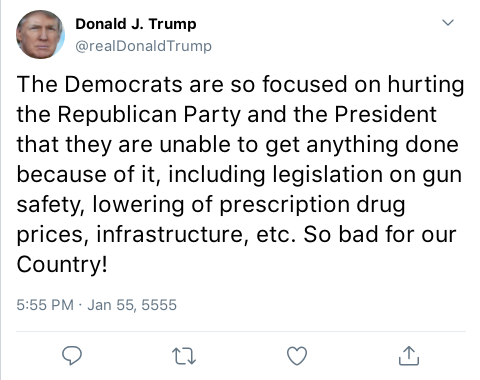 Donald J. Trump
@realDonaldTrump
The Democrats are so focused on hurting
the Republican Party and the President
that they are unable to get anything done
because of it, including legislation on gun
safety, lowering of prescription drug
prices, infrastructure, etc. So bad for our
Country!
5:55 PM · Jan 55, 5555